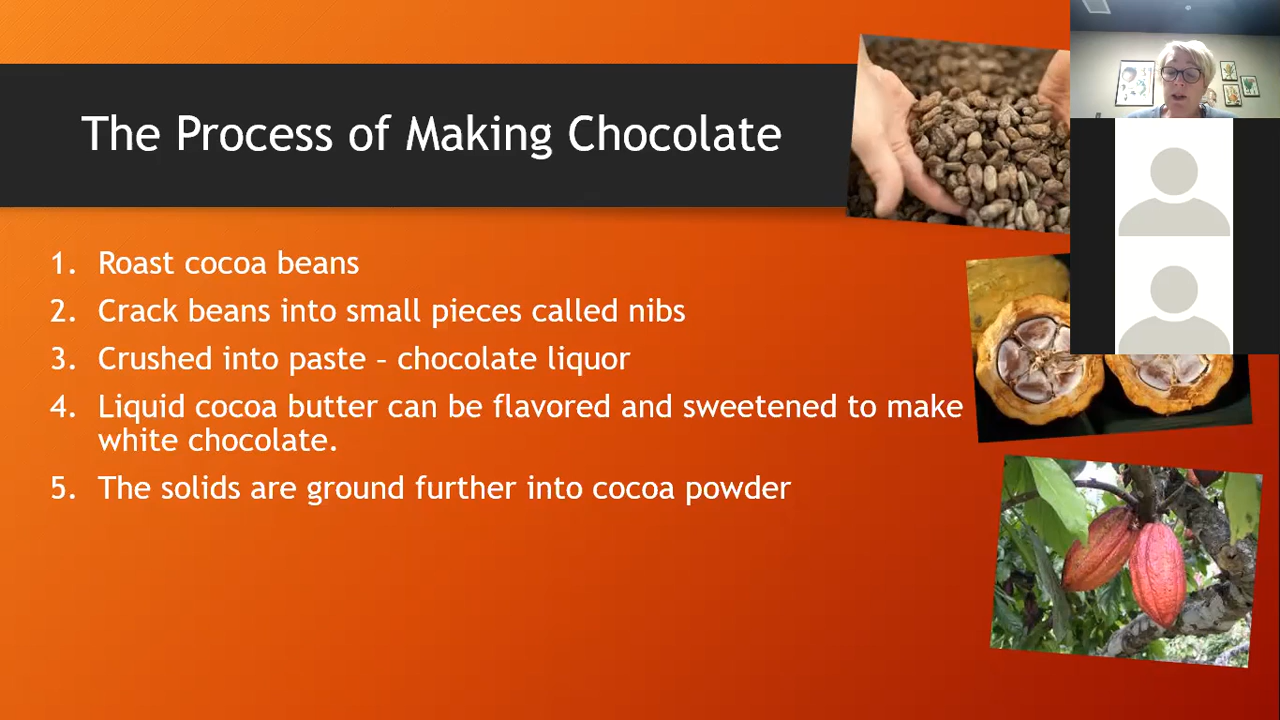 The Process of Making Chocolate
1. Roast cocoa beans
2. Crack beans into small pieces called nibs
3. Crushed into paste – chocolate liquor
4. Liquid cocoa butter can be flavored and sweetened to make
white chocolate.
5. The solids are ground further into cocoa powder